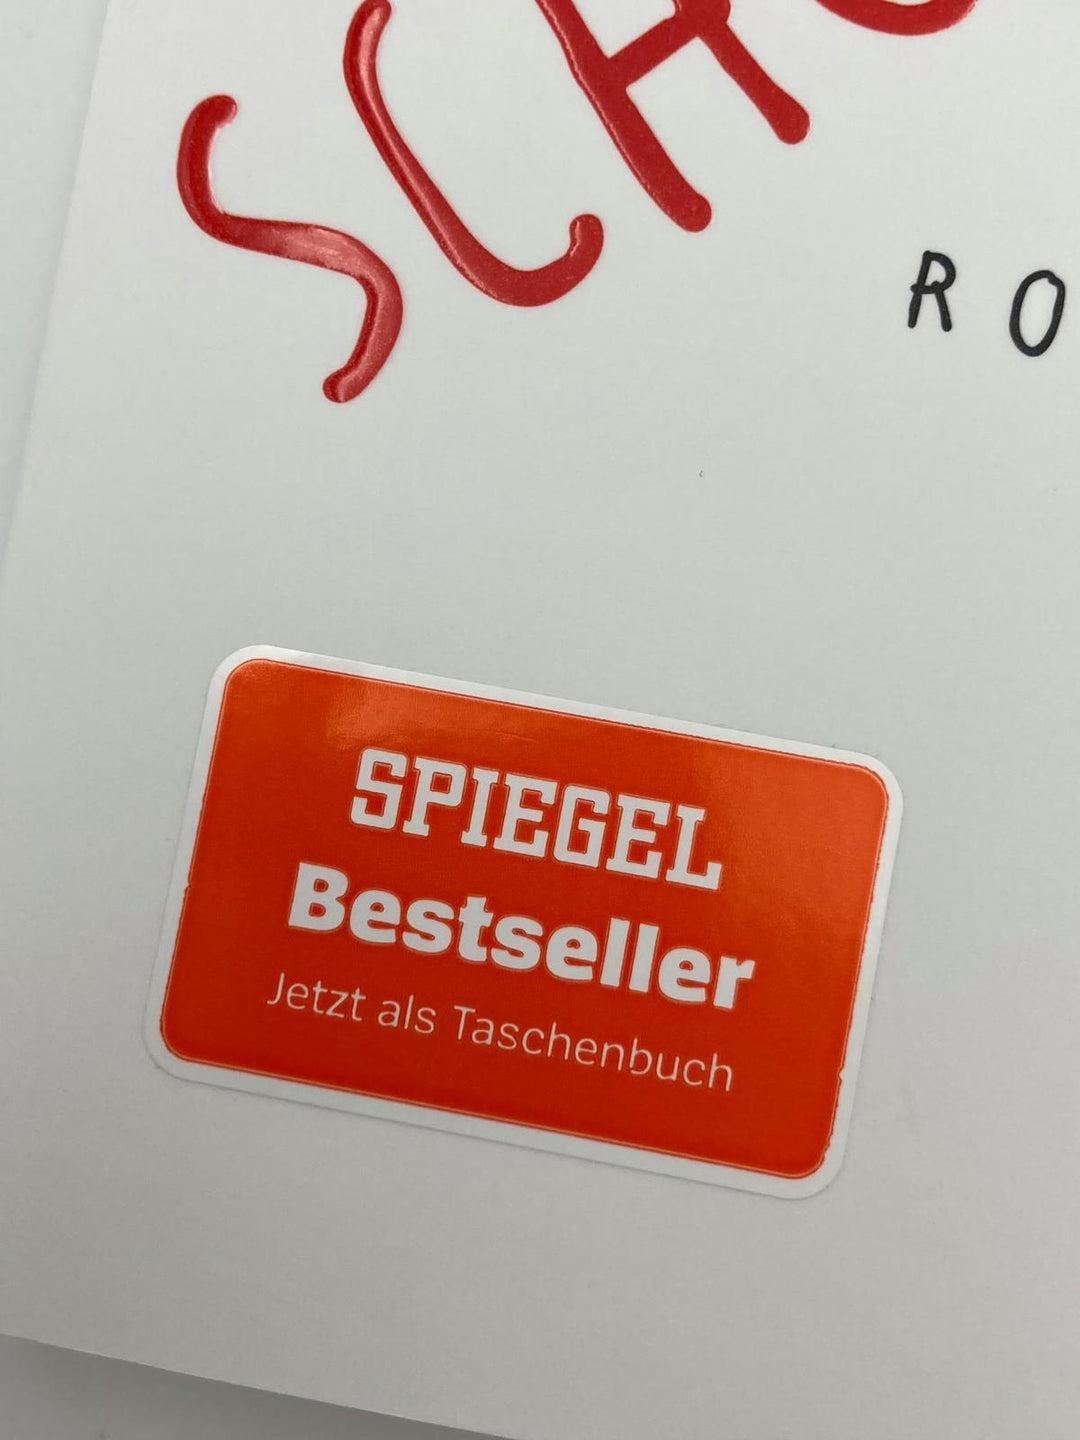 SCH
RO
SPIEGEL
Bestseller
Jetzt als Taschenbuch